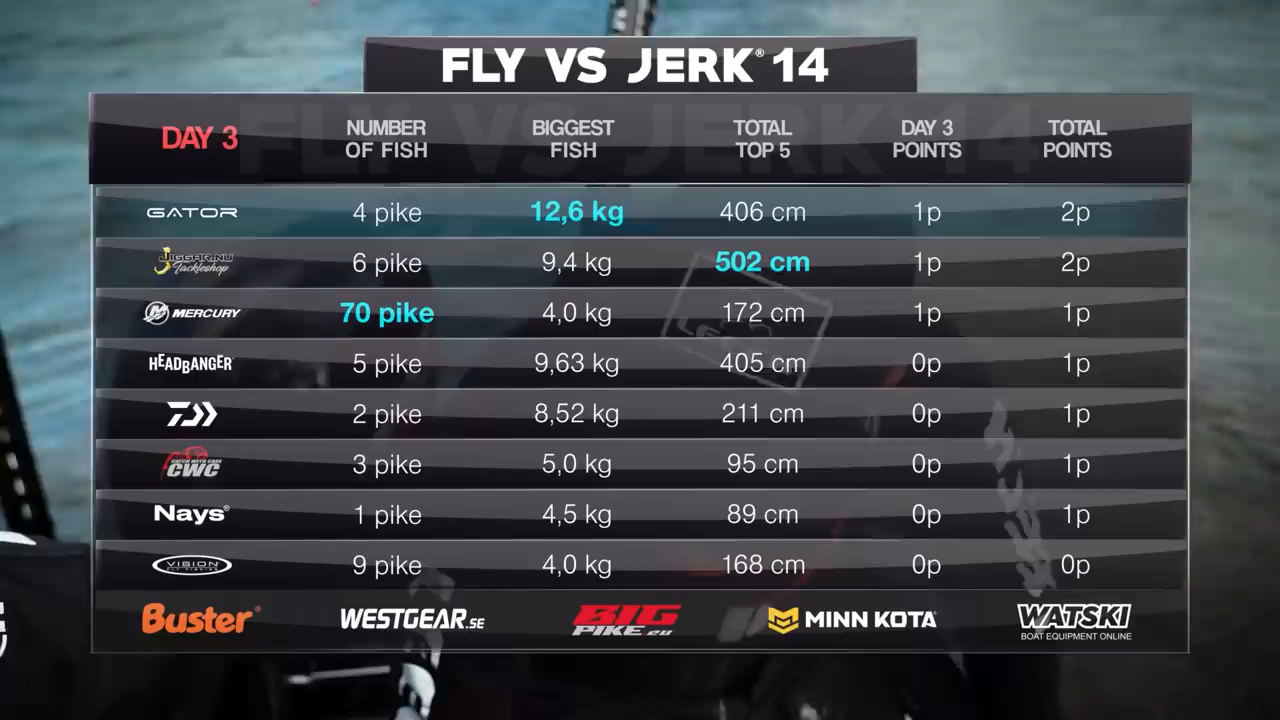 FLY VS JERK® 14
DAY 3 NUMBER OF FISH BIGGEST FISH TOTAL TOP 5 DAY 3 POINTS TOTAL POINTS
GATOR 4 pike 12,6 kg 406 cm 1p 2p
JIGGAR.NU Tackleshop 6 pike 9,4 kg 502 cm 1p 2p
MERCURY 70 pike 4,0 kg 172 cm 1p 1p
HEADBANGER 5 pike 9,63 kg 405 cm 0p 1p
2 pike 8,52 kg 211 cm 0p 1p
CATCH WITH CARE CWC 3 pike 5,0 kg 95 cm 0p 1p
Nays® 1 pike 4,5 kg 89 cm 0p 1p
VISION FLY FISHING 9 pike 4,0 kg 168 cm 0p 0p
Buster® WESTGEAR.SE BIG PIKE.EU MINN KOTA® WATSKI BOAT EQUIPMENT ONLINE